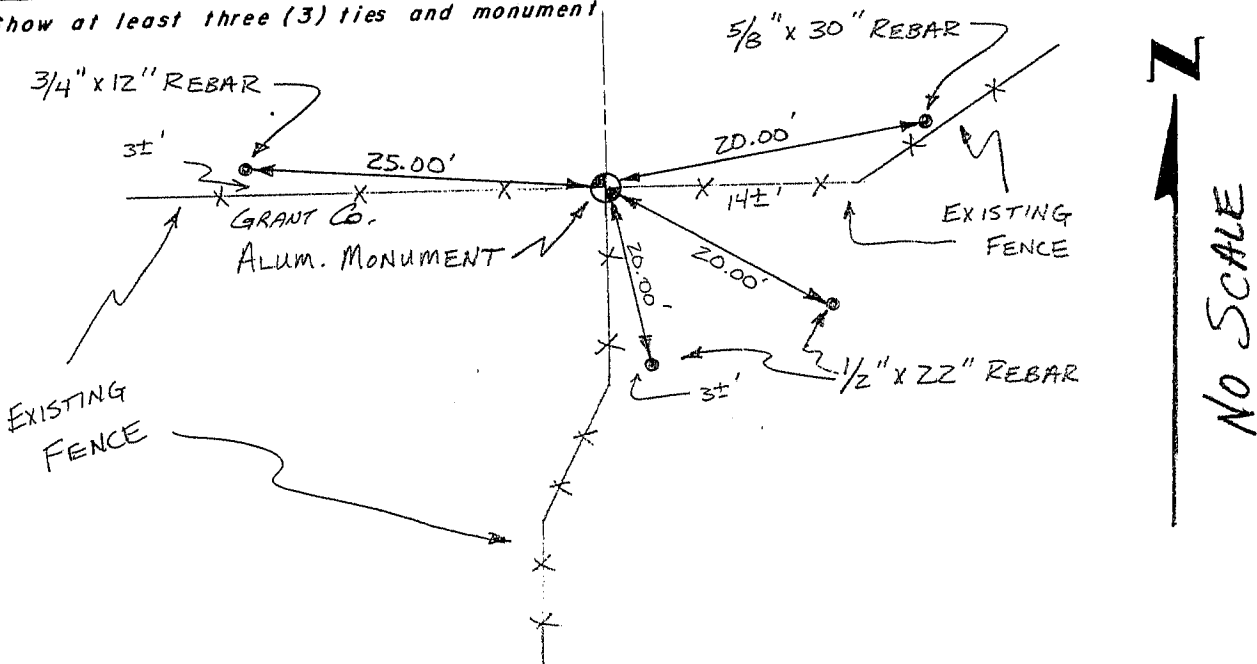 how at least three (3) ties and monument
5/8" x 30" REBAR
3/4" x 12" REBAR
3±'
25.00'
20.00'
14±'
GRANT CO.
ALUM. MONUMENT
EXISTING
FENCE
20.00'
20.00'
1/2" x 22" REBAR
3±'
EXISTING
FENCE
N
NO SCALE